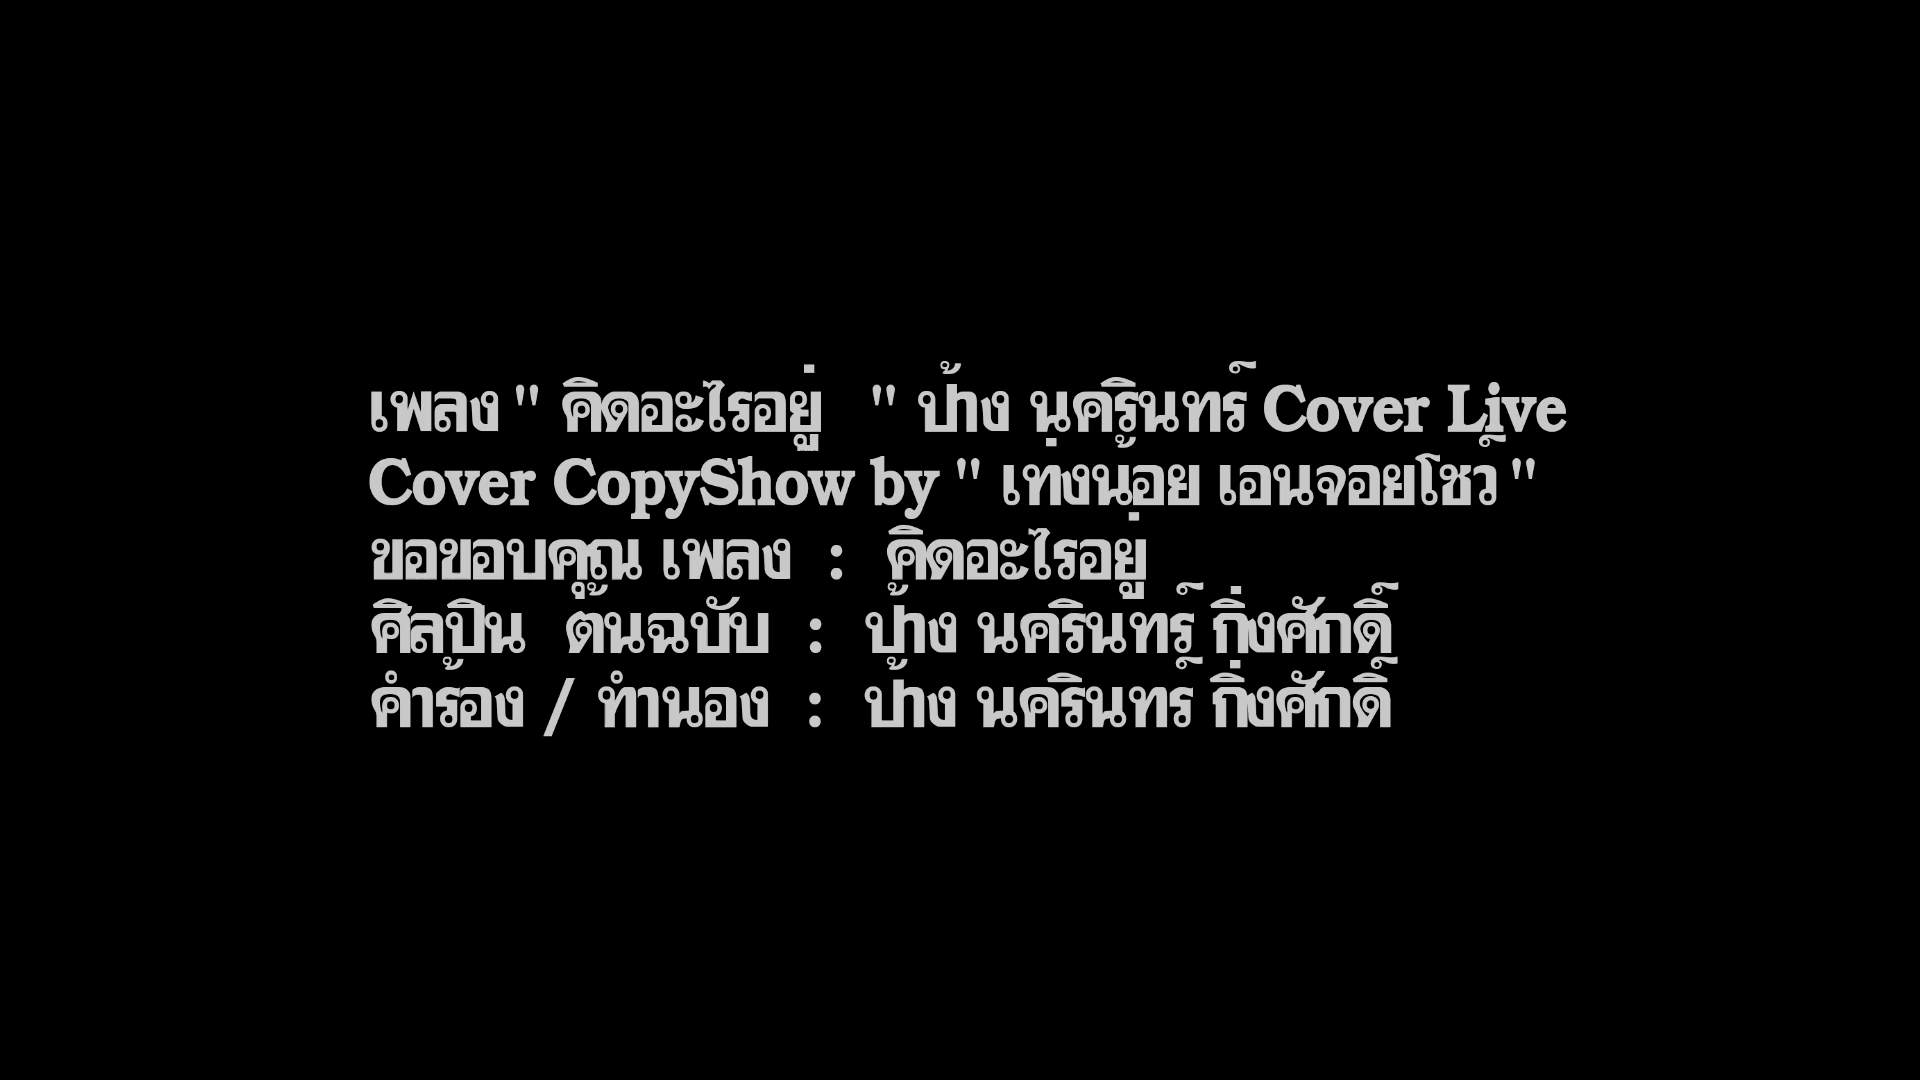 เพลง " คิดอะไรอยู่ " ป้าง นครินทร์ Cover Live
Cover CopyShow by " เท่งน้อย เอนจอยโชว์ "
ขอขอบคุณ เพลง : คิดอะไรอยู่
ศิลปิน ต้นฉบับ : ป้าง นครินทร์ กิ่งศักดิ์
คำร้อง / ทำนอง : ป้าง นครินทร์ กิ่งศักดิ์